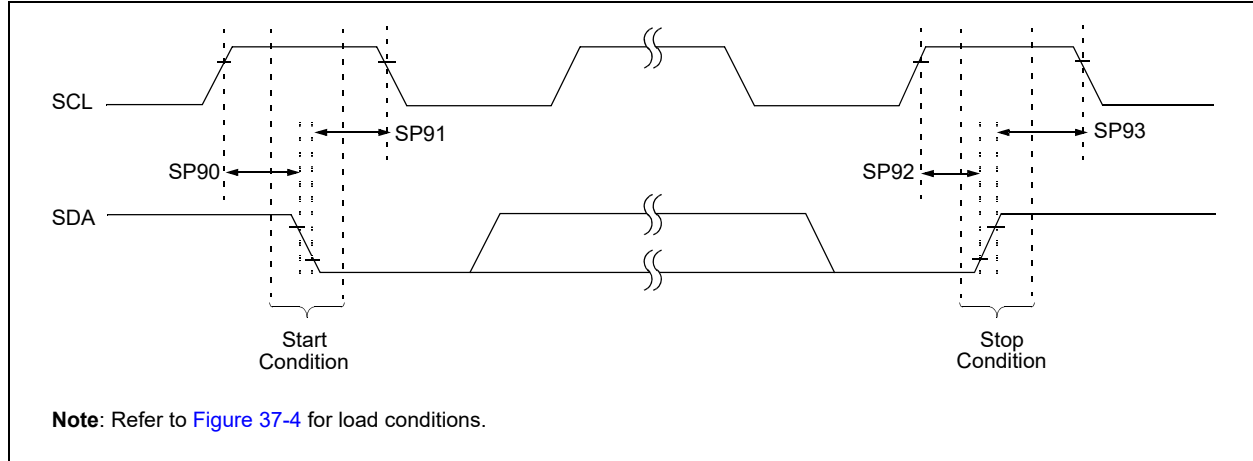 SCL
SP91
SP93
SP90
SP92
SDA
Start
Condition
Stop
Condition
Note: Refer to Figure 37-4 for load conditions.